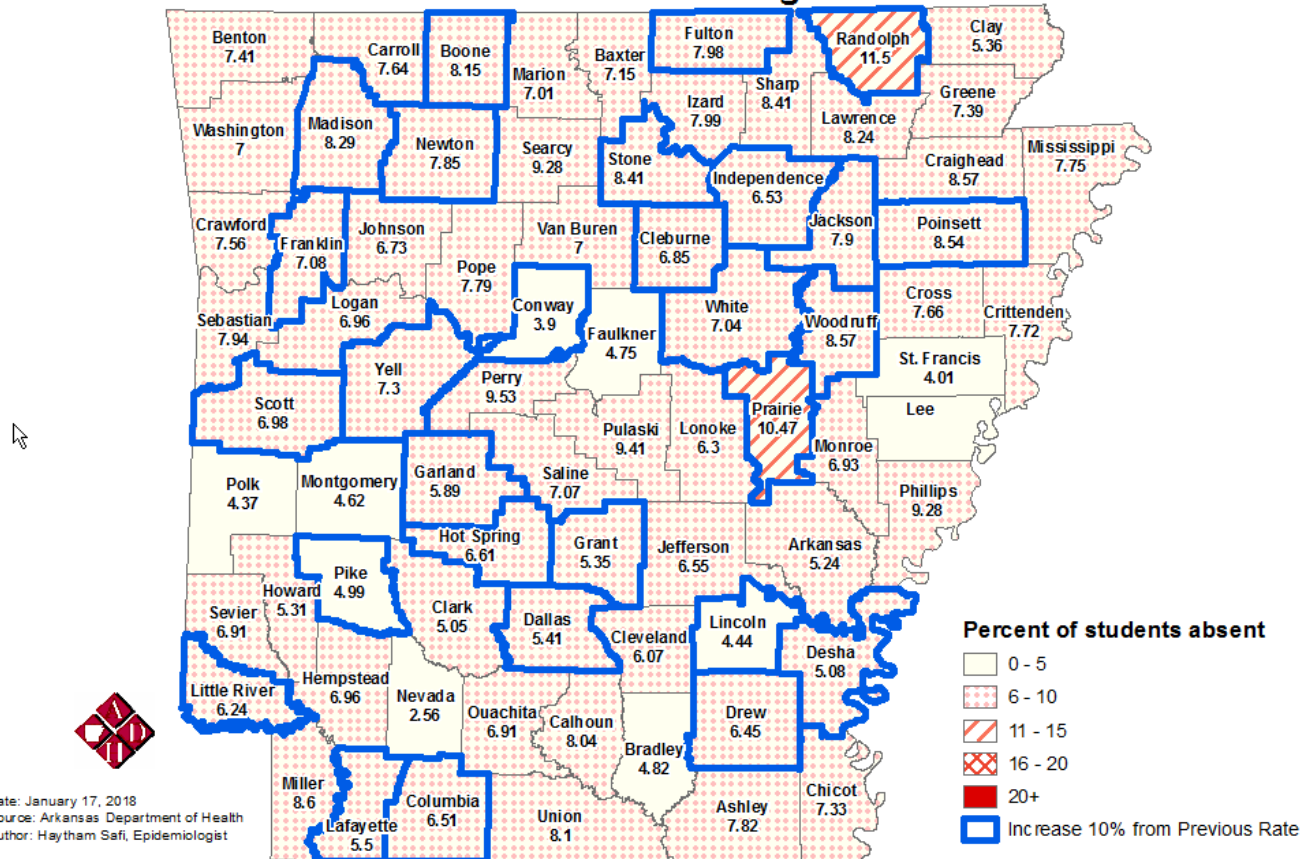 Benton
7.41
Carroll
7.64
Boone
8.15
Marion
7.01
Baxter
7.15
Fulton
7.98
Randolph
11.5
Clay
5.36
Washington
7
Madison
8.29
Newton
7.85
Searcy
9.28
Stone
8.41
Izard
7.99
Sharp
8.41
Lawrence
8.24
Greene
7.39
Craighead
8.57
Mississippi
7.75
Independence
6.53
Jackson
7.9
Poinsett
8.54
Crawford
7.56
Franklin
7.08
Johnson
6.73
Pope
7.79
Van Buren
7
Cleburne
6.85
Conway
3.9
Faulkner
4.75
White
7.04
Woodruff
8.57
Cross
7.66
Crittenden
7.72
Sebastian
7.94
Logan
6.96
Yell
7.3
Perry
9.53
St. Francis
4.01
Lee
Scott
6.98
Pulaski
9.41
Lonoke
6.3
Prairie
10.47
Monroe
6.93
Phillips
9.28
Polk
4.37
Montgomery
4.62
Garland
5.89
Saline
7.07
Hot Spring
6.61
Grant
5.35
Jefferson
6.55
Arkansas
5.24
Howard
5.31
Pike
4.99
Clark
5.05
Dallas
5.41
Cleveland
6.07
Lincoln
4.44
Desha
5.08
Sevier
6.91
Little River
6.24
Hempstead
6.96
Nevada
2.56
Ouachita
6.91
Calhoun
8.04
Bradley
4.82
Drew
6.45
Miller
8.6
Lafayette
5.5
Columbia
6.51
Union
8.1
Ashley
7.82
Chicot
7.33
Percent of students absent
0 - 5
6 - 10
11 - 15
16 - 20
20+
Increase 10% from Previous Rate
ate: January 17, 2018
ource: Arkansas Department of Health
uthor: Haytham Safi, Epidemiologist